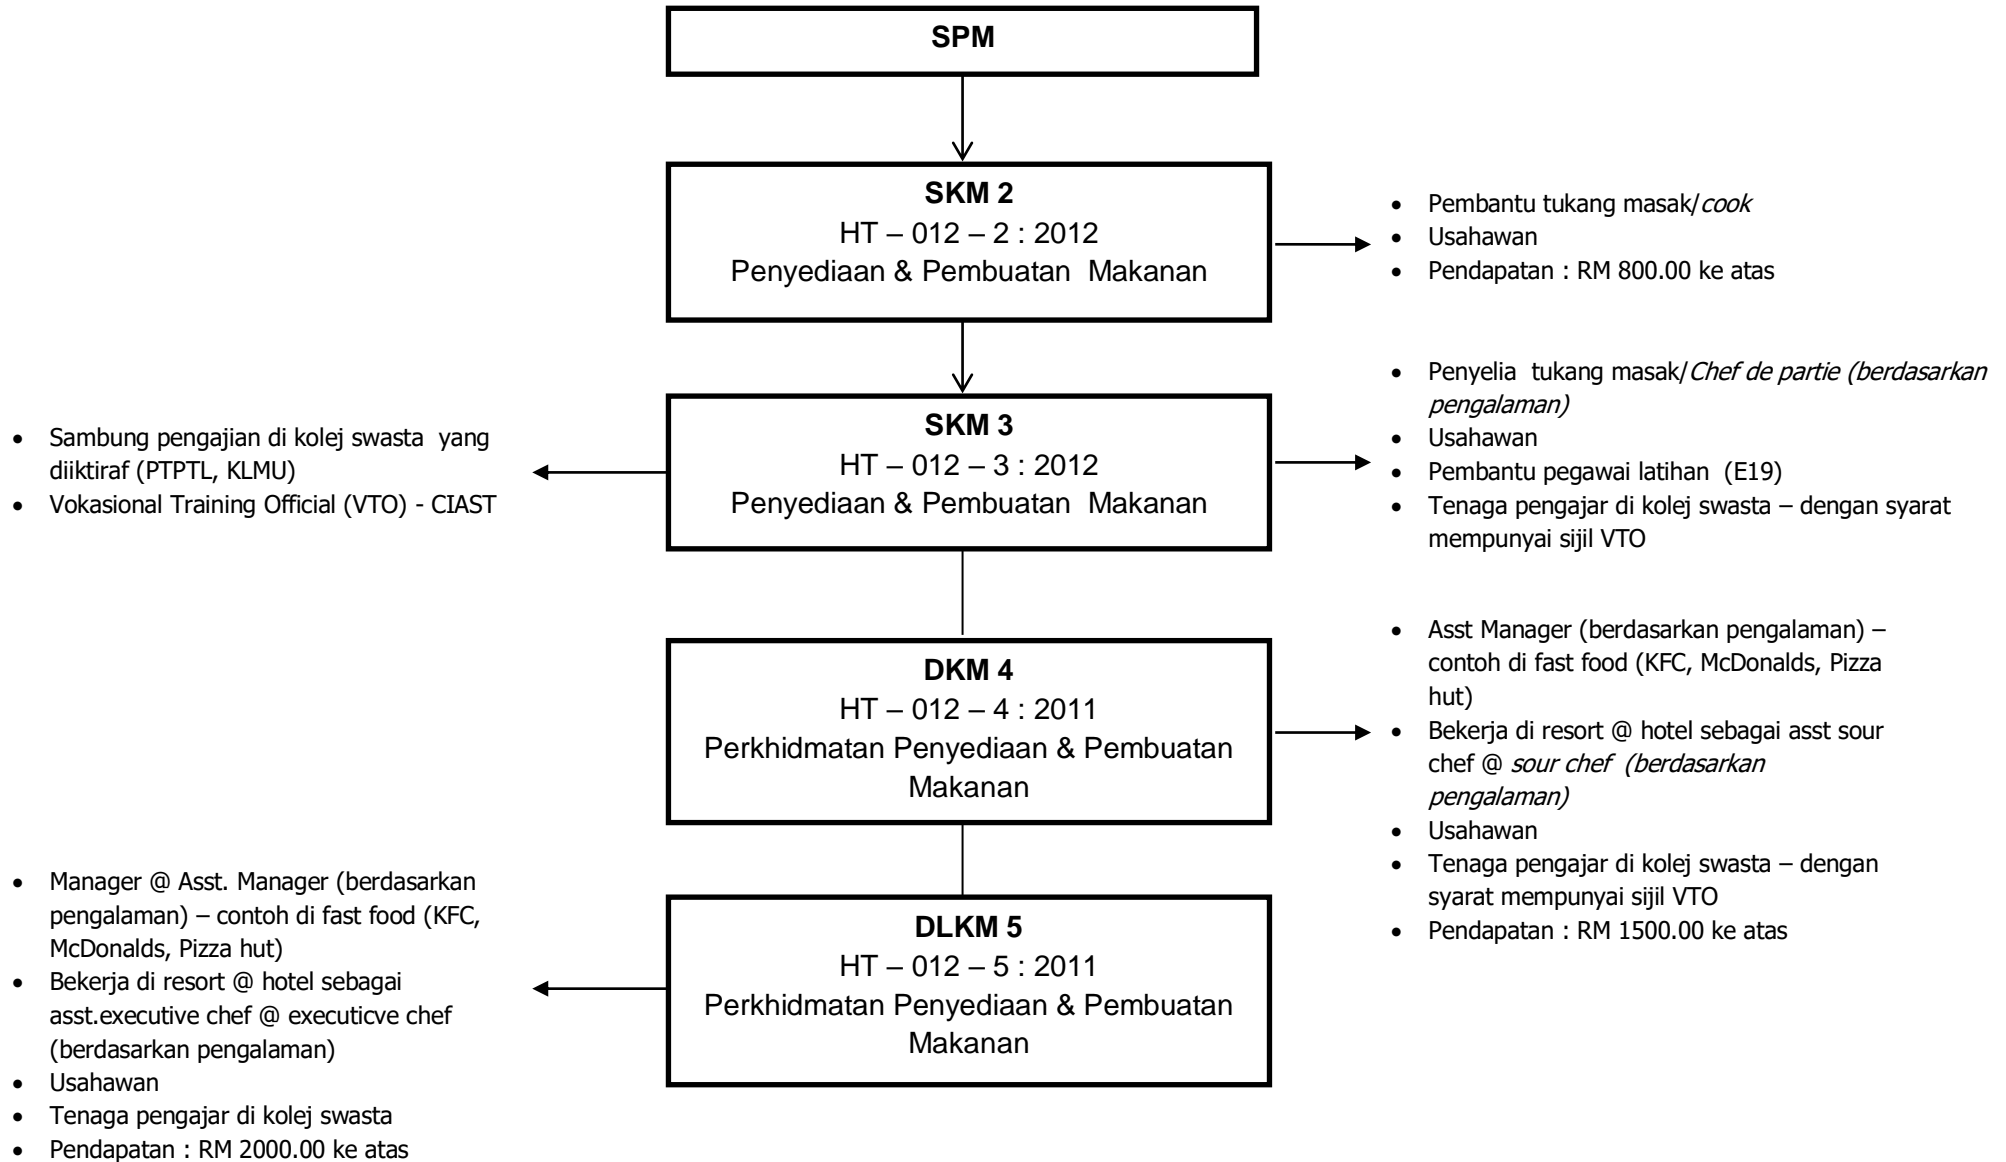 SPM
SKM 2
HT – 012 – 2 : 2012
Penyediaan & Pembuatan Makanan
• Pembantu tukang masak/cook
• Usahawan
• Pendapatan : RM 800.00 ke atas
SKM 3
HT – 012 – 3 : 2012
Penyediaan & Pembuatan Makanan
• Sambung pengajian di kolej swasta yang
diiktiraf (PTPTL, KLMU)
• Vokasional Training Official (VTO) - CIAST
• Penyelia tukang masak/Chef de partie (berdasarkan
pengalaman)
• Usahawan
• Pembantu pegawai latihan (E19)
• Tenaga pengajar di kolej swasta – dengan syarat
mempunyai sijil VTO
DKM 4
HT – 012 – 4 : 2011
Perkhidmatan Penyediaan & Pembuatan
Makanan
• Asst Manager (berdasarkan pengalaman) –
contoh di fast food (KFC, McDonalds, Pizza
hut)
• Bekerja di resort @ hotel sebagai asst sour
chef @ sour chef (berdasarkan
pengalaman)
• Usahawan
• Tenaga pengajar di kolej swasta – dengan
syarat mempunyai sijil VTO
• Pendapatan : RM 1500.00 ke atas
DLKM 5
HT – 012 – 5 : 2011
Perkhidmatan Penyediaan & Pembuatan
Makanan
• Manager @ Asst. Manager (berdasarkan
pengalaman) – contoh di fast food (KFC,
McDonalds, Pizza hut)
• Bekerja di resort @ hotel sebagai
asst.executive chef @ executicve chef
(berdasarkan pengalaman)
• Usahawan
• Tenaga pengajar di kolej swasta
• Pendapatan : RM 2000.00 ke atas